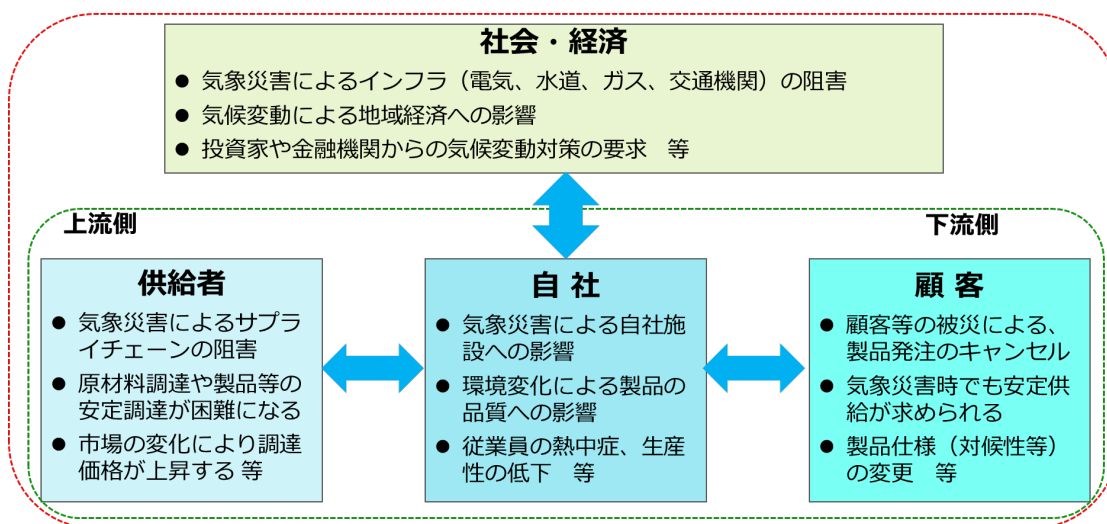 社会・経済
● 気象災害によるインフラ（電気、水道、ガス、交通機関）の阻害
● 気候変動による地域経済への影響
● 投資家や金融機関からの気候変動対策の要求　等
上流側
下流側
供給者
● 気象災害によるサプラ
イチェーンの阻害
● 原材料調達や製品等の
安定調達が困難になる
● 市場の変化により調達
価格が上昇する 等
自 社
● 気象災害による自社施
設への影響
● 環境変化による製品の
品質への影響
● 従業員の熱中症、生産
性の低下　等
顧 客
● 顧客等の被災による、
製品発注のキャンセル
● 気象災害時でも安定供
給が求められる
● 製品仕様（対候性等）
の変更　等